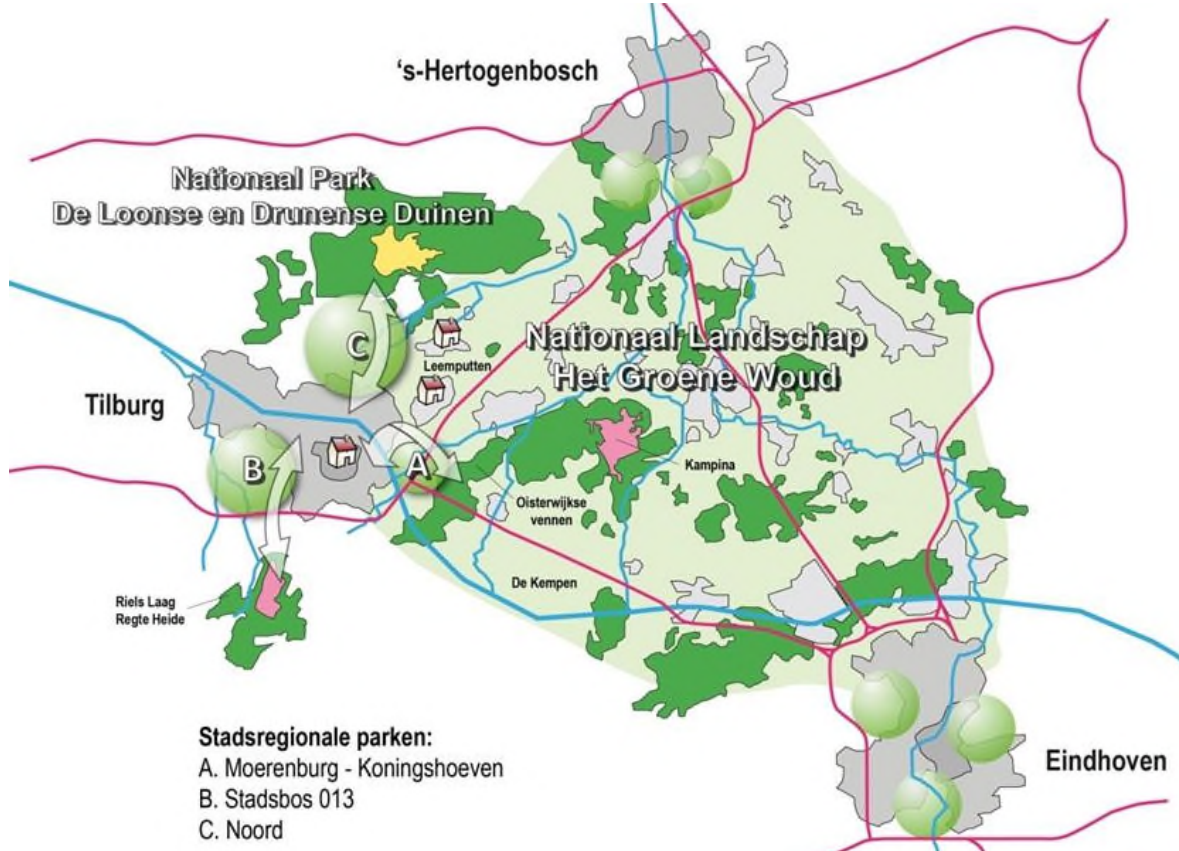 ‘s-Hertogenbosch
Nationaal Park
De Loonse en Drunense Duinen
C
Leemputten
Nationaal Landschap
Het Groene Woud
Tilburg
B
A
Kampina
Oisterwijkse
vennen
De Kempen
Riels Laag
Regte Heide
Stadsregionale parken:
A. Moerenburg - Koningshoeven
B. Stadsbos 013
C. Noord
Eindhoven